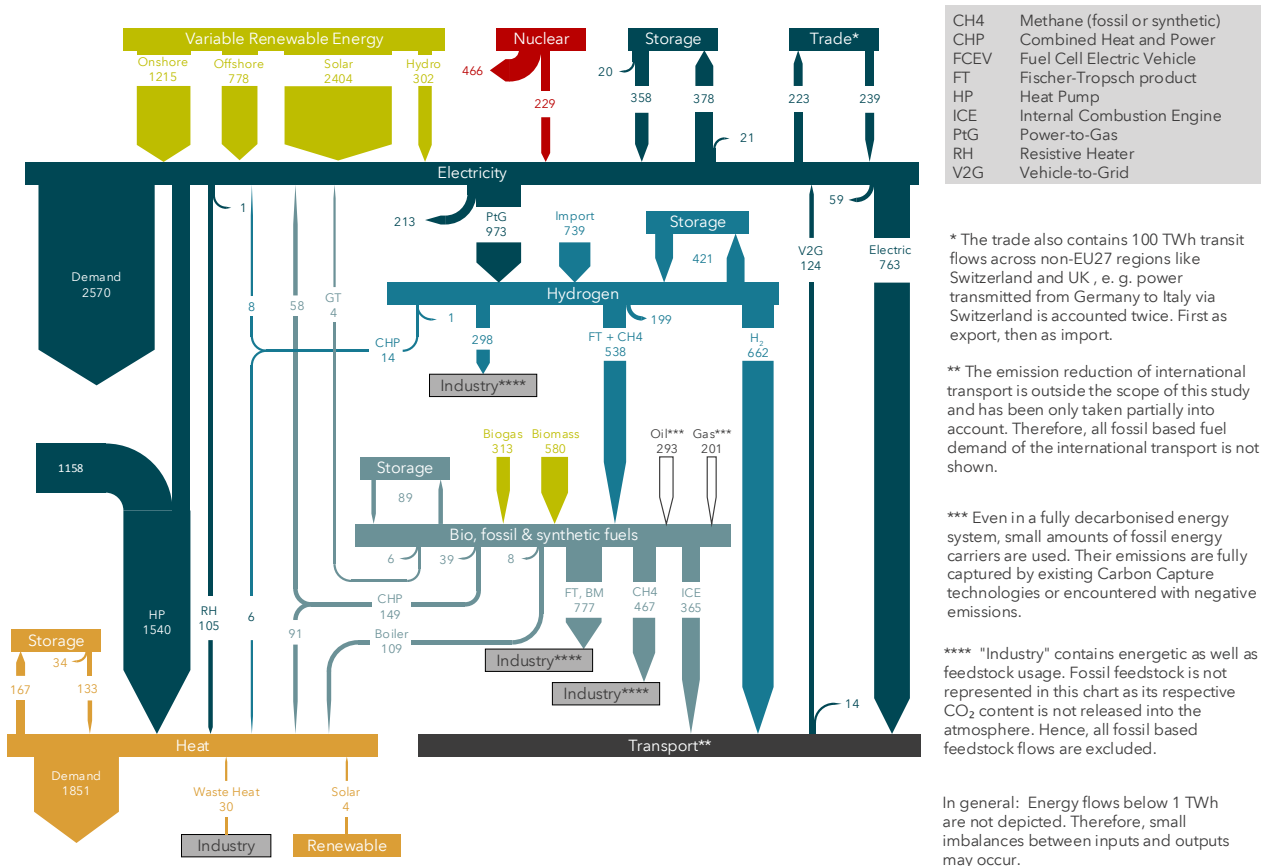 Variable Renewable Energy
Onshore
1215
Offshore
778
Solar
2404
Hydro
302
Nuclear
466
229
Storage
20
358
378
21
Trade*
223
239
Electricity
Demand
2570
1
213
PtG
973
Import
739
Storage
421
59
V2G
124
Electric
763
8
58
GT
4
Hydrogen
1
CHP
14
298
Industry****
FT + CH4
538
199
H₂
662
1158
Biogas
313
Biomass
580
Oil***
293
Gas***
201
Storage
89
Bio, fossil & synthetic fuels
6
39
8
HP
1540
RH
105
6
91
CHP
149
Boiler
109
FT, BM
777
CH4
467
ICE
365
Industry****
Industry****
14
Storage
34
167
133
Heat
Transport**
Demand
1851
Waste Heat
30
Solar
4
Industry
Renewable
CH4 Methane (fossil or synthetic)
CHP Combined Heat and Power
FCEV Fuel Cell Electric Vehicle
FT Fischer-Tropsch product
HP Heat Pump
ICE Internal Combustion Engine
PtG Power-to-Gas
RH Resistive Heater
V2G Vehicle-to-Grid
* The trade also contains 100 TWh transit
flows across non-EU27 regions like
Switzerland and UK , e. g. power
transmitted from Germany to Italy via
Switzerland is accounted twice. First as
export, then as import.
** The emission reduction of international
transport is outside the scope of this study
and has been only taken partially into
account. Therefore, all fossil based fuel
demand of the international transport is not
shown.
*** Even in a fully decarbonised energy
system, small amounts of fossil energy
carriers are used. Their emissions are fully
captured by existing Carbon Capture
technologies or encountered with negative
emissions.
**** "Industry" contains energetic as well as
feedstock usage. Fossil feedstock is not
represented in this chart as its respective
CO₂ content is not released into the
atmosphere. Hence, all fossil based
feedstock flows are excluded.
In general: Energy flows below 1 TWh
are not depicted. Therefore, small
imbalances between inputs and outputs
may occur.